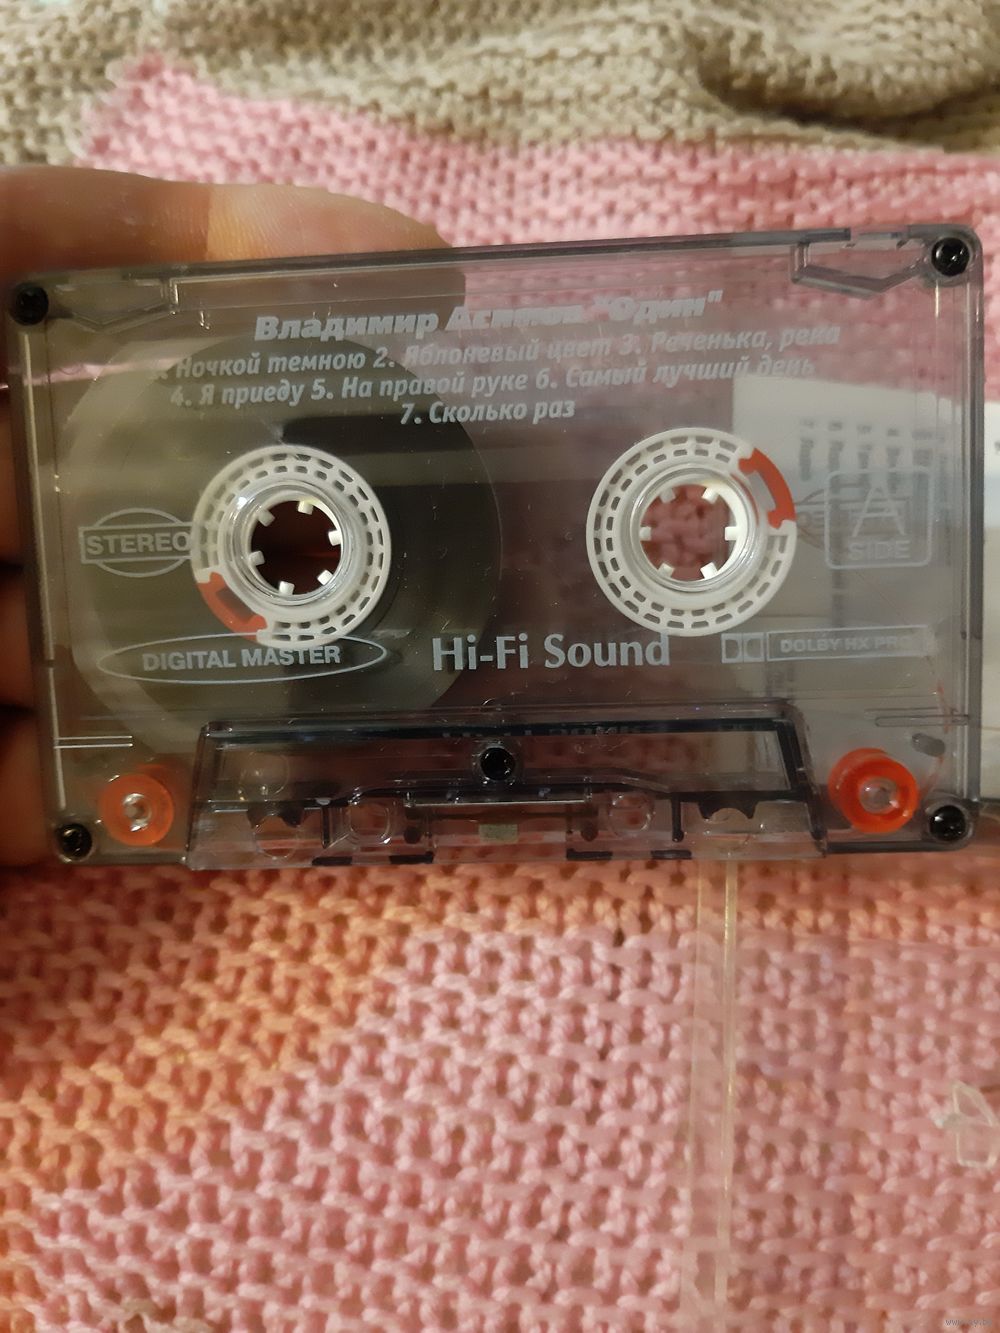 Владимир Асимов "Один"
Ночкой темною 2. Яблоневый цвет 3. Реченька, река
4. Я приеду 5. На правой руке 6. Самый лучший день
7. Сколько раз
STEREO
A
SIDE
DIGITAL MASTER
Hi-Fi Sound
DOLBY HX PRO